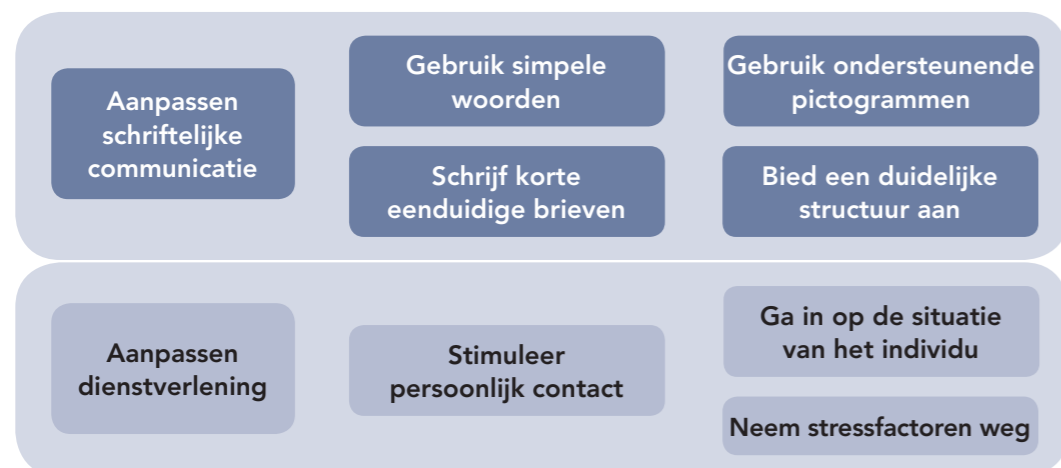 Aanpassen
schriftelijke
communicatie
Gebruik simpele
woorden
Schrijf korte
eenduidige brieven
Gebruik ondersteunende
pictogrammen
Bied een duidelijke
structuur aan
Aanpassen
dienstverlening
Stimuleer
persoonlijk contact
Ga in op de situatie
van het individu
Neem stressfactoren weg